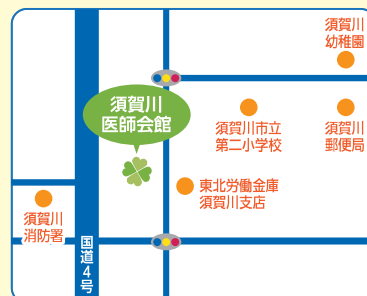 須賀川
幼稚園
須賀川
医師会館
須賀川市立
第二小学校
須賀川
郵便局
東北労働金庫
須賀川支店
須賀川
消防署
国道4号